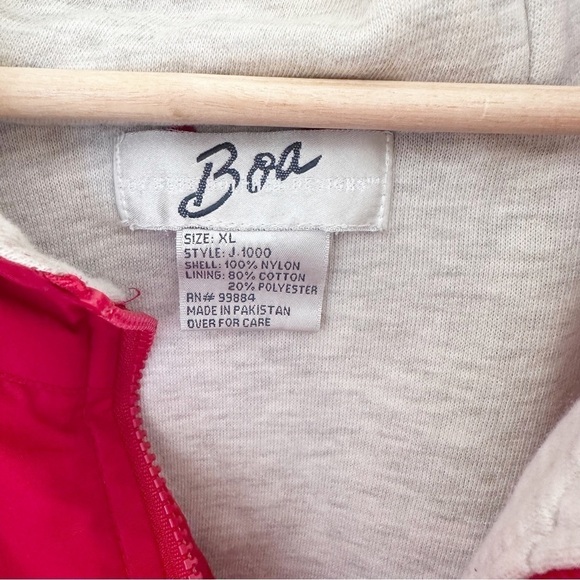 Boa
SIZE: XL
STYLE: J-1000
SHELL: 100% NYLON
LINING: 80% COTTON
20% POLYESTER
RN# 99884
MADE IN PAKISTAN
OVER FOR CARE